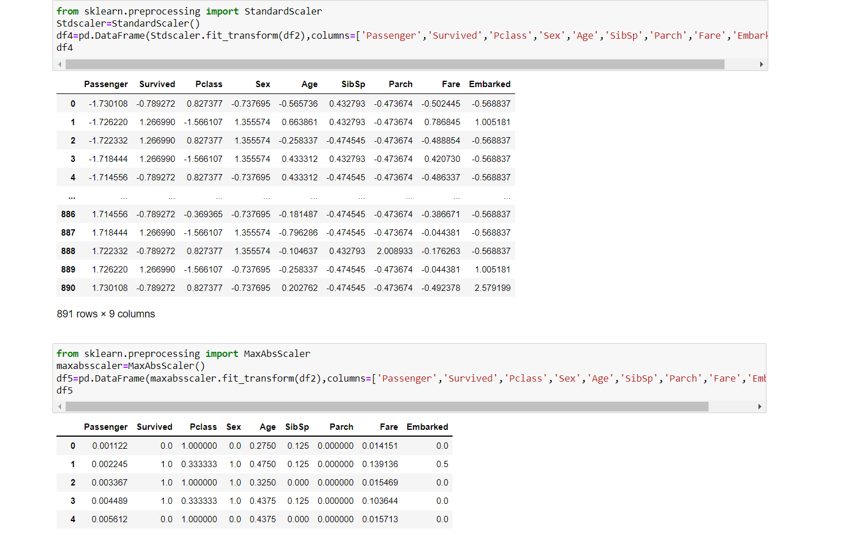 from sklearn.preprocessing import StandardScaler
Stdscaler=StandardScaler()
df4=pd.DataFrame(Stdscaler.fit_transform(df2),columns=['Passenger','Survived','Pclass','Sex','Age','SibSp','Parch','Fare','Embark
df4
Passenger Survived Pclass Sex Age SibSp Parch Fare Embarked
0 -1.730108 -0.789272 0.827377 -0.737695 -0.565736 0.432793 -0.473674 -0.502445 -0.568837
1 -1.726220 1.266990 -1.566107 1.355574 0.663861 0.432793 -0.473674 0.786845 1.005181
2 -1.722332 1.266990 0.827377 1.355574 -0.258337 -0.474545 -0.473674 -0.488854 -0.568837
3 -1.718444 1.266990 -1.566107 1.355574 0.433312 0.432793 -0.473674 0.420730 -0.568837
4 -1.714556 -0.789272 0.827377 -0.737695 0.433312 -0.474545 -0.473674 -0.486337 -0.568837
... ... ... ... ... ... ... ... ... ...
886 1.714556 -0.789272 -0.369365 -0.737695 -0.181487 -0.474545 -0.473674 -0.386671 -0.568837
887 1.718444 1.266990 -1.566107 1.355574 -0.796286 -0.474545 -0.473674 -0.044381 -0.568837
888 1.722332 -0.789272 0.827377 1.355574 -0.104637 0.432793 2.008933 -0.176263 -0.568837
889 1.726220 1.266990 -1.566107 -0.737695 -0.258337 -0.474545 -0.473674 -0.044381 1.005181
890 1.730108 -0.789272 0.827377 -0.737695 0.202762 -0.474545 -0.473674 -0.492378 2.579199
891 rows × 9 columns
from sklearn.preprocessing import MaxAbsScaler
maxabsscaler=MaxAbsScaler()
df5=pd.DataFrame(maxabsscaler.fit_transform(df2),columns=['Passenger','Survived','Pclass','Sex','Age','SibSp','Parch','Fare','Emb
df5
Passenger Survived Pclass Sex Age SibSp Parch Fare Embarked
0 0.001122 0.0 1.000000 0.0 0.2750 0.125 0.000000 0.014151 0.0
1 0.002245 1.0 0.333333 1.0 0.4750 0.125 0.000000 0.139136 0.5
2 0.003367 1.0 1.000000 1.0 0.3250 0.000 0.000000 0.015469 0.0
3 0.004489 1.0 0.333333 1.0 0.4375 0.125 0.000000 0.103644 0.0
4 0.005612 0.0 1.000000 0.0 0.4375 0.000 0.000000 0.015713 0.0